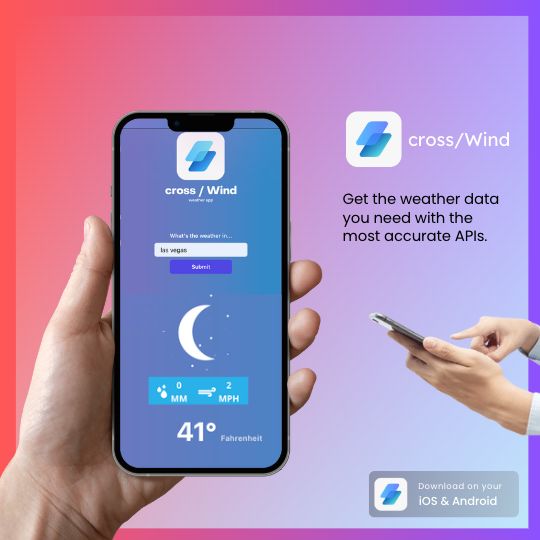 cross / Wind
weather app
What's the weather in...
las vegas
Submit
0
MM
2
MPH
41° Fahrenheit
cross/Wind
Get the weather data
you need with the
most accurate APIs.
Download on your
iOS & Android